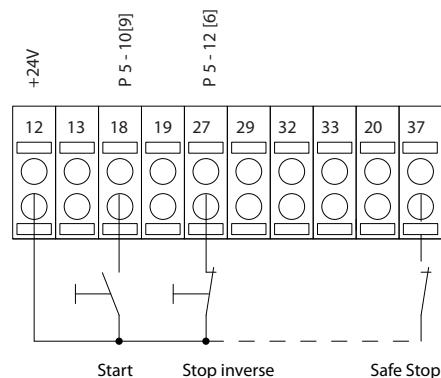 +24V
P 5 - 10[9]
P 5 - 12 [6]
12 13 18 19 27 29 32 33 20 37
Start Stop inverse Safe Stop